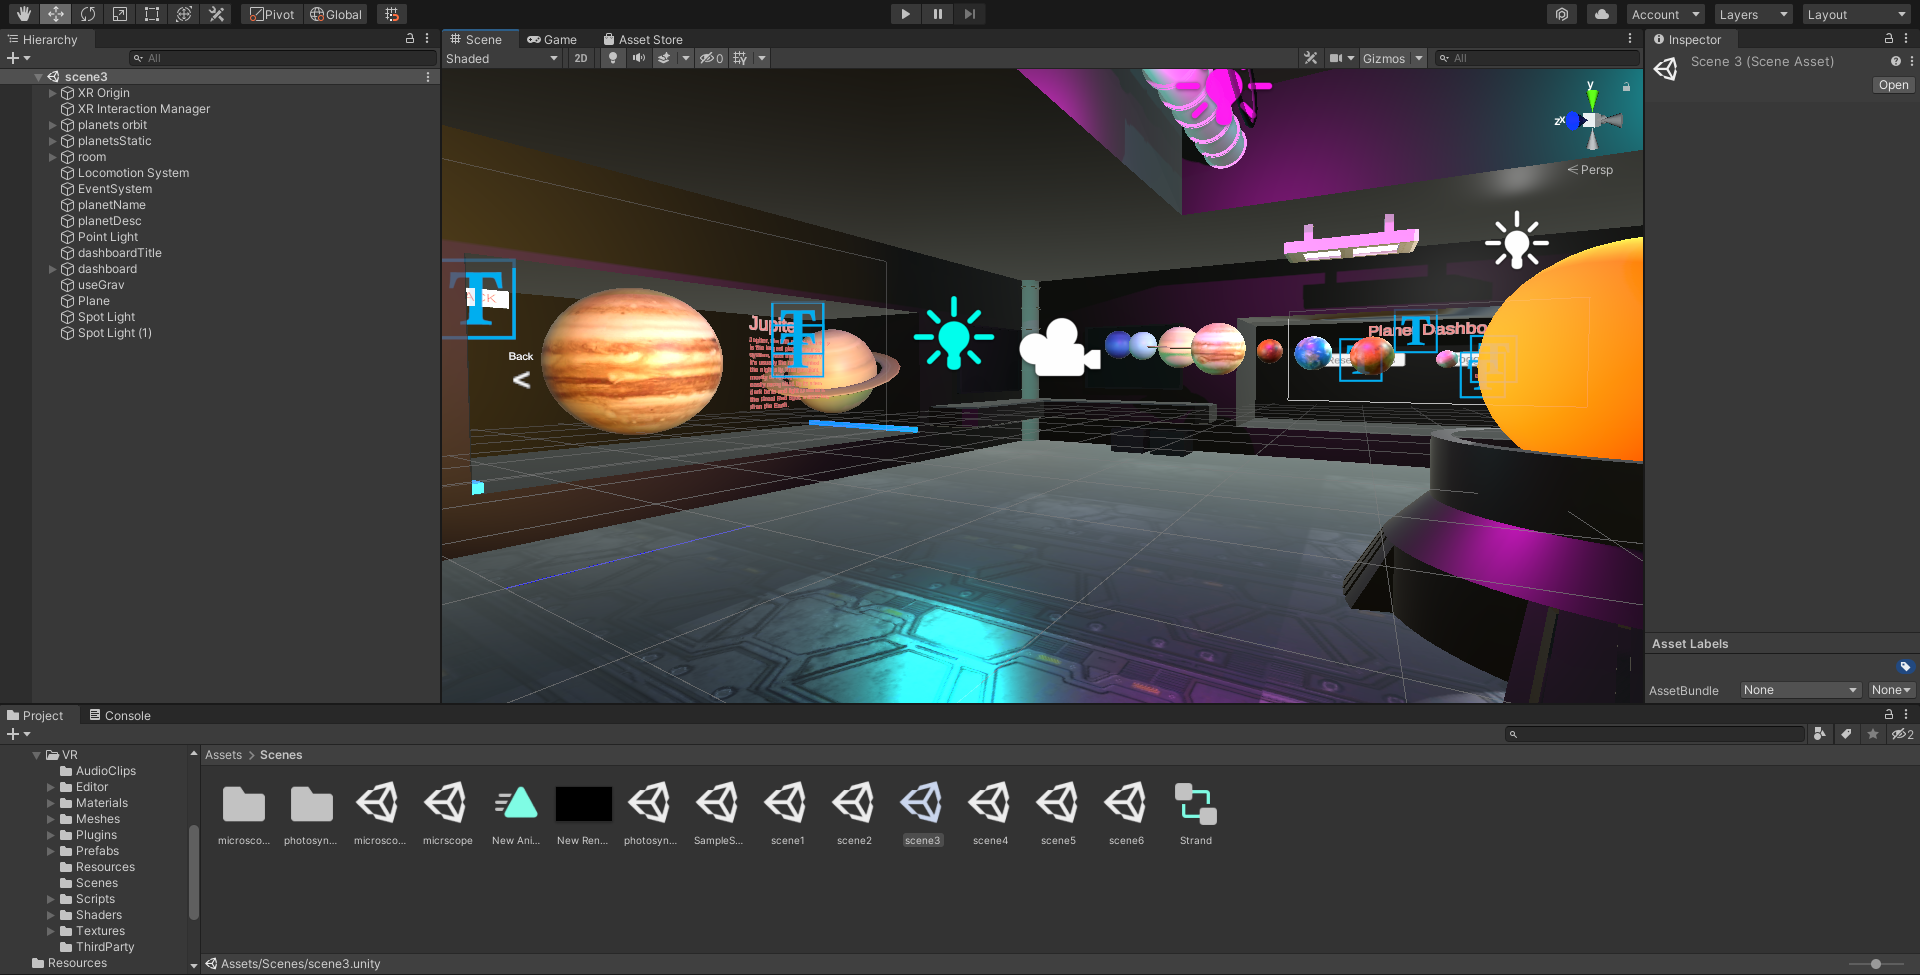 Pivot Global Account Layers Layout
Hierarchy
All
scene3
XR Origin
XR Interaction Manager
planets orbit
planetsStatic
room
Locomotion System
EventSystem
planetName
planetDesc
Point Light
dashboardTitle
dashboard
useGrav
Plane
Spot Light
Spot Light (1)
Scene Game Asset Store
Shaded 2D 0 Gizmos All
y
zx
Persp
Back
<
Jupite
Plane Dashbo
Inspector
Scene 3 (Scene Asset)
Open
Asset Labels
AssetBundle None None
Project Console
2
VR
AudioClips
Editor
Materials
Meshes
Plugins
Prefabs
Resources
Scenes
Scripts
Shaders
Textures
ThirdParty
Resources
Assets > Scenes
microsco... photosyn... microsco... micrscope New Ani... New Ren... photosyn... SampleS... scene1 scene2 scene3 scene4 scene5 scene6 Strand
Assets/Scenes/scene3.unity